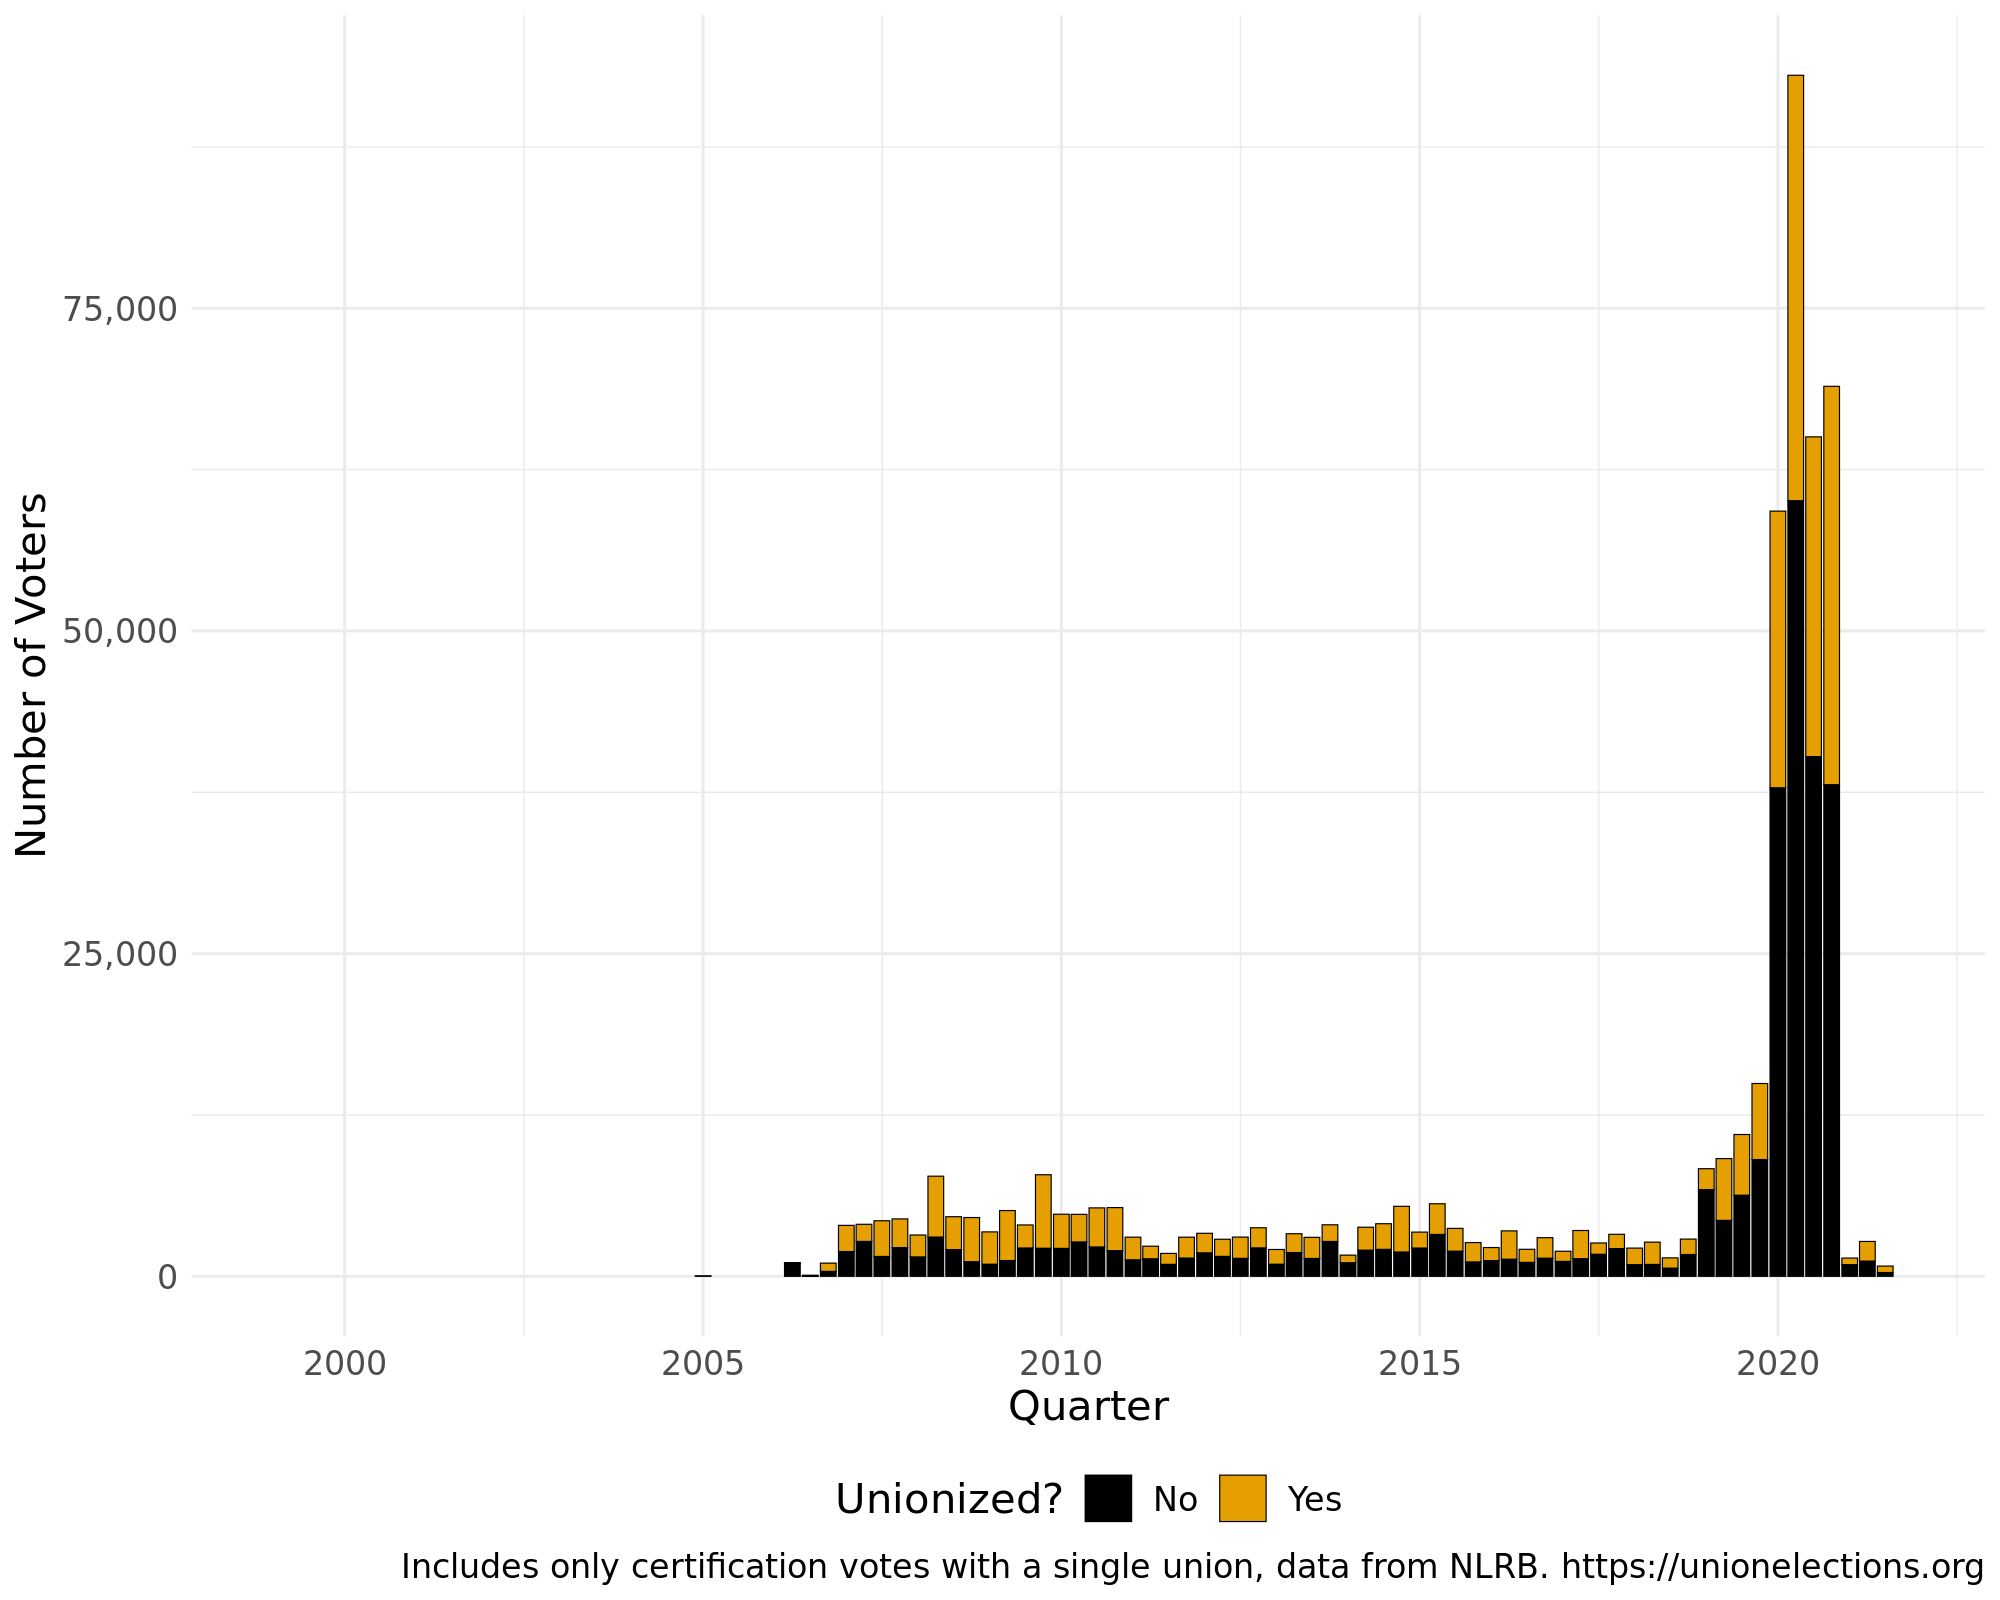 Number of Voters
75,000
50,000
25,000
0
2000 2005 2010 2015 2020
Quarter
Unionized? No Yes
Includes only certification votes with a single union, data from NLRB. https://unionelections.org